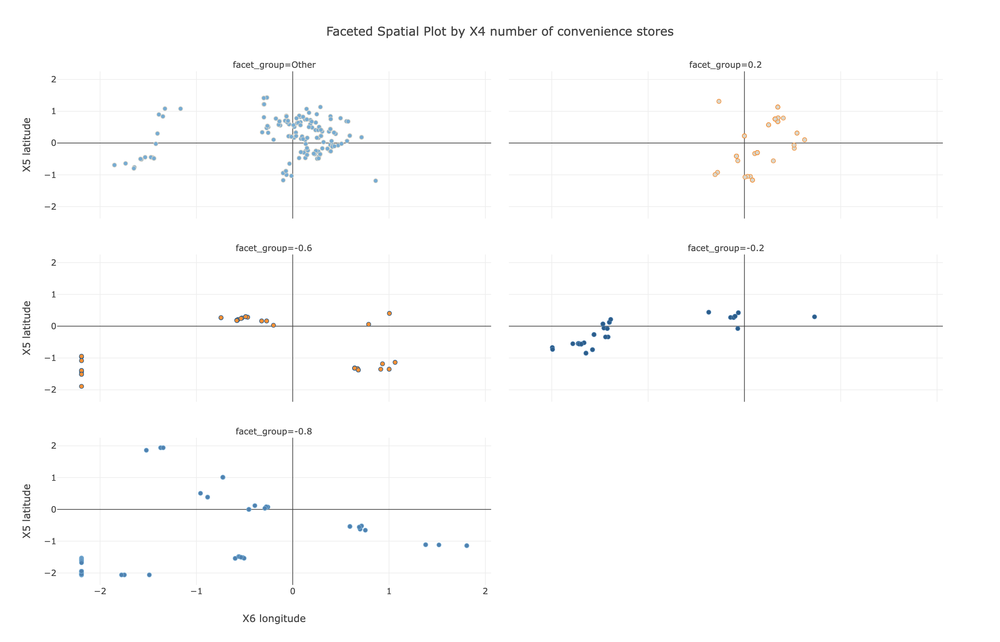 Faceted Spatial Plot by X4 number of convenience stores
facet_group=Other
facet_group=0.2
2
1
0
−1
−2
X5 latitude
facet_group=-0.6
facet_group=-0.2
2
1
0
−1
−2
X5 latitude
facet_group=-0.8
2
1
0
−1
−2
X5 latitude
−2 −1 0 1 2
X6 longitude